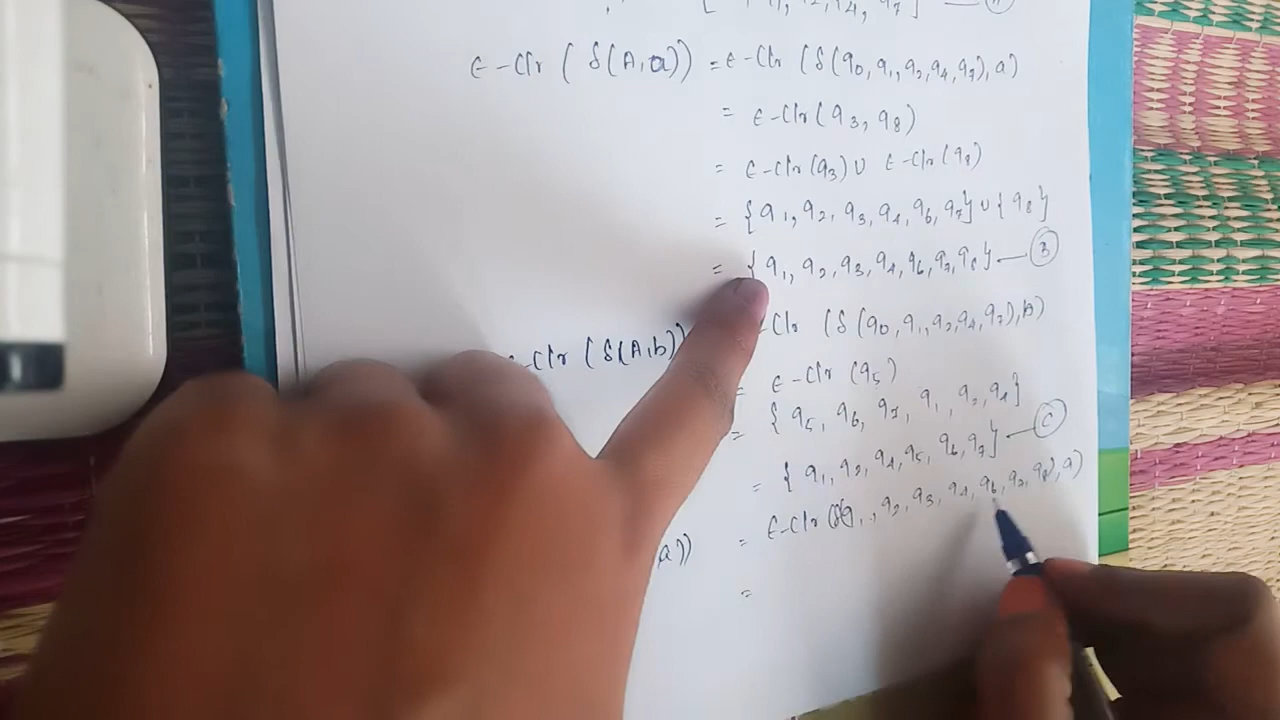 ε-Clr (δ(A,a)) = ε-Clr (δ(q0, q1, q2, q4, q7), a)
= ε-Clr(q3, q8)
= ε-Clr(q3) ∪ ε-Clr(q8)
= {q1, q2, q3, q4, q6, q7} ∪ {q8}
= {q1, q2, q3, q4, q6, q7, q8} — B
-Clr (δ(A,b)) -Clr (δ(q0, q1, q2, q4, q7), b)
= ε-Clr (q5)
= {q5, q6, q7, q1, q2, q4}
= {q1, q2, q4, q5, q6, q7} — C
a)) = ε-Clr(δ(q1, q2, q3, q4, q6, q7, q8), a)
=